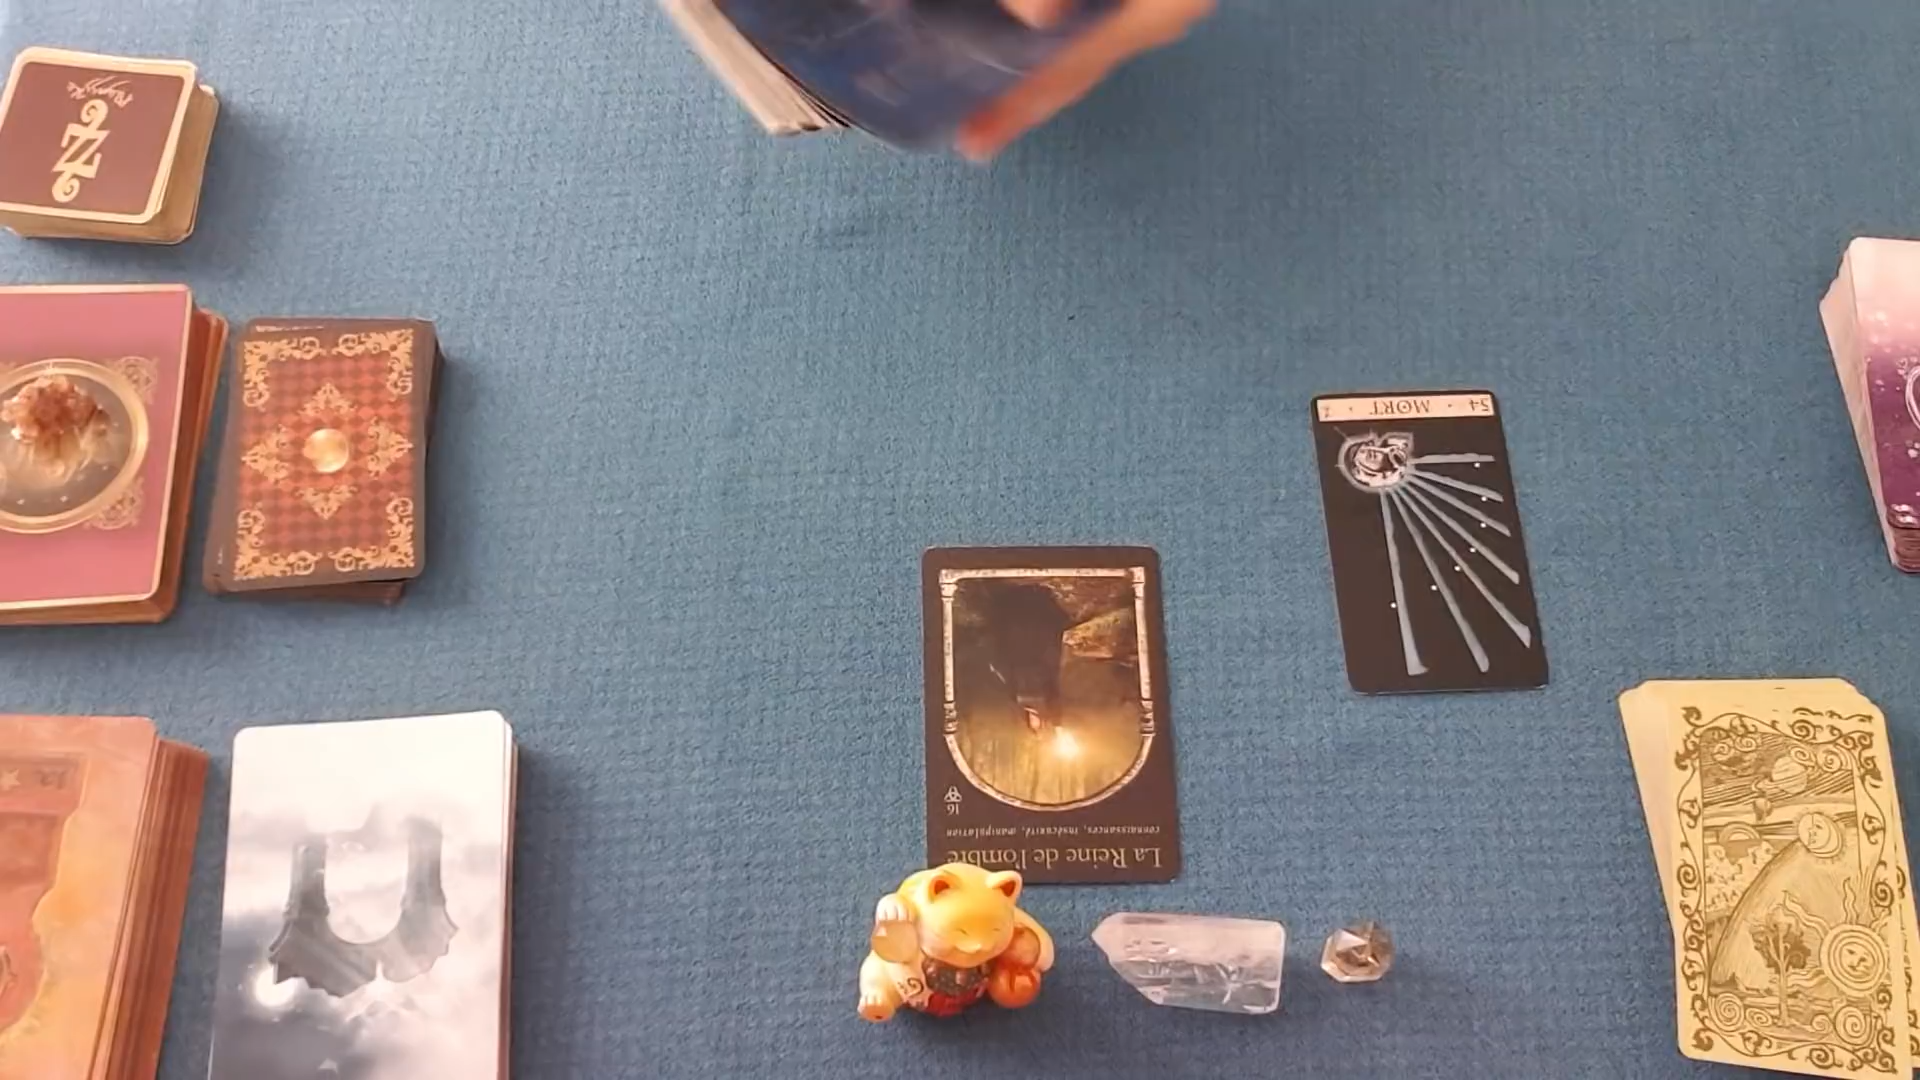 Z
54 · MORT ·
16
connaissances, insécurité, manipulation
La Reine de l'ombre